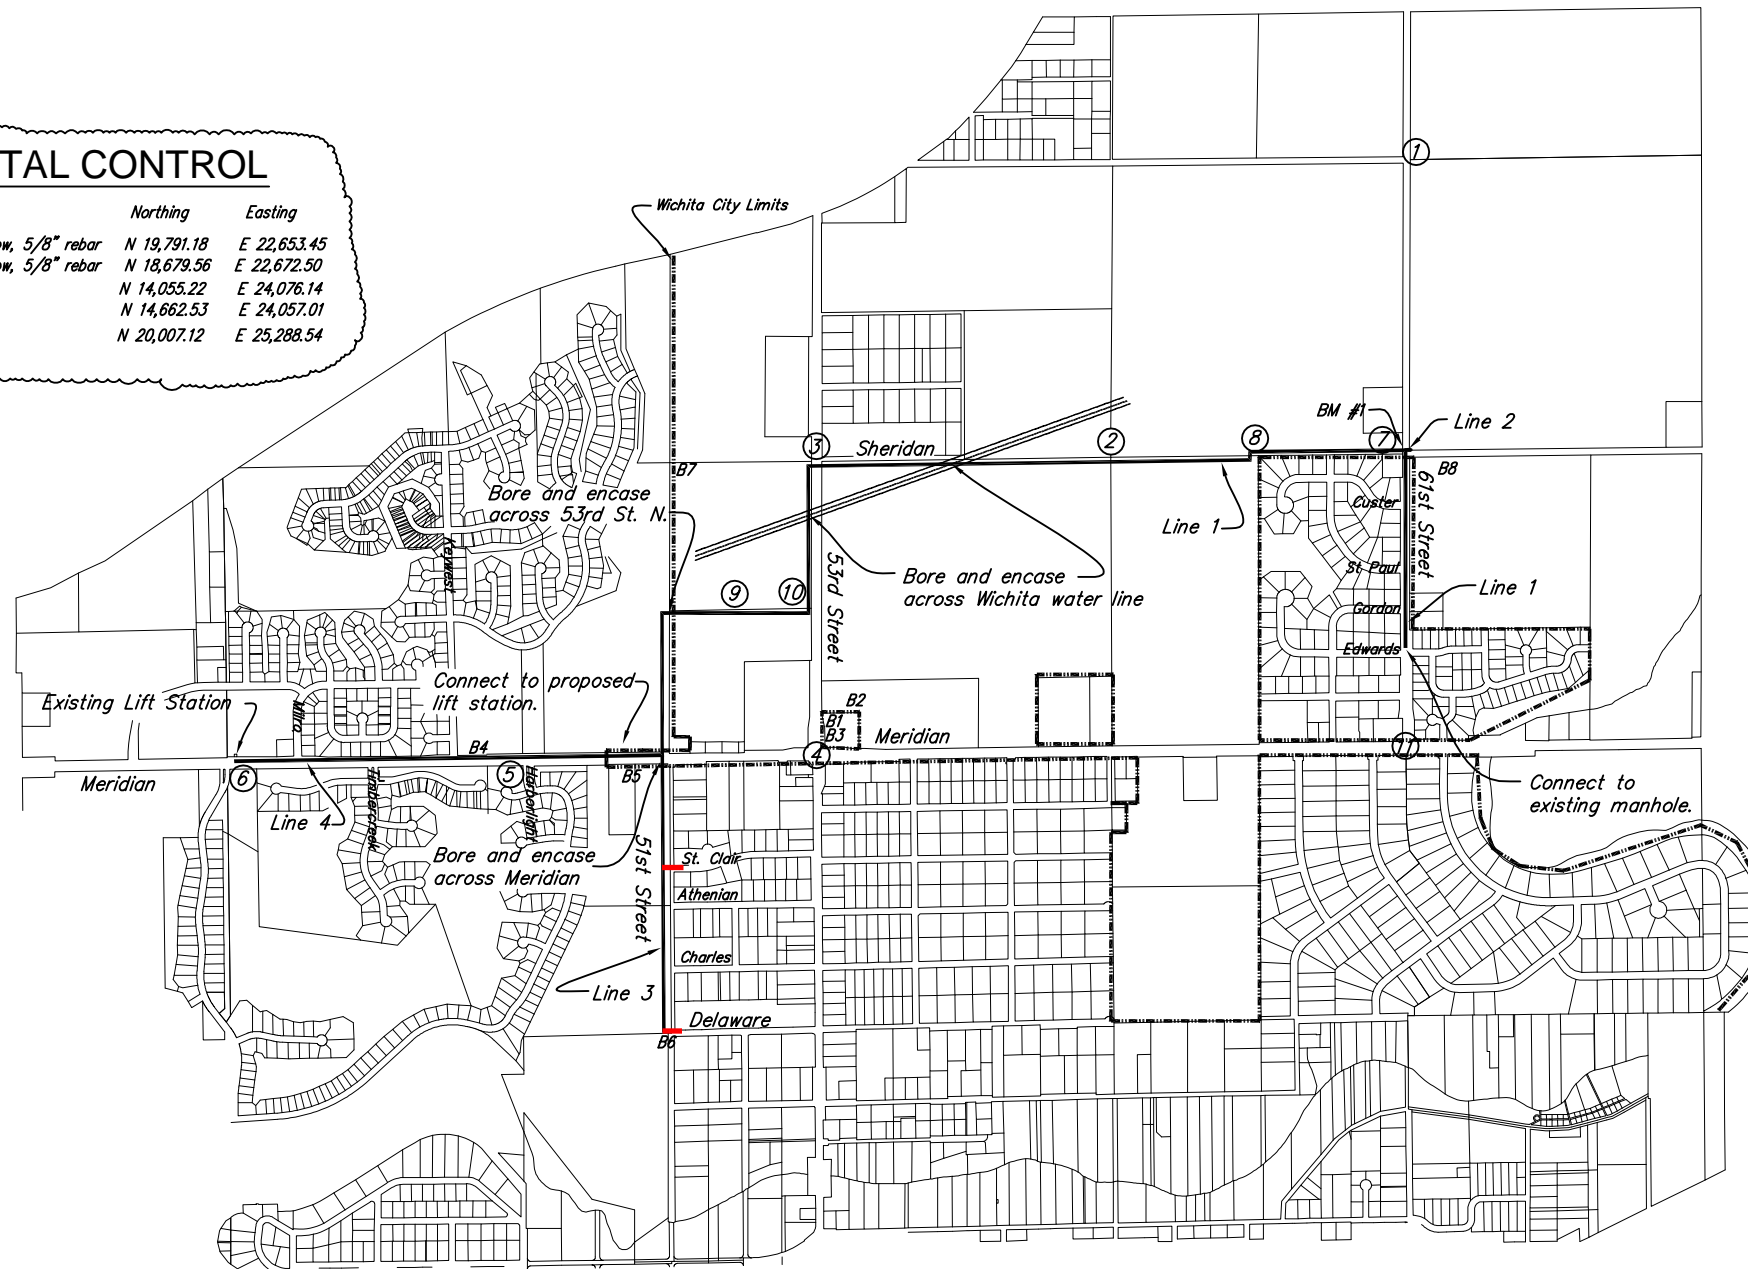 TAL CONTROL
Northing Easting
ow, 5/8" rebar N 19,791.18 E 22,653.45
ow, 5/8" rebar N 18,679.56 E 22,672.50
N 14,055.22 E 24,076.14
N 14,662.53 E 24,057.01
N 20,007.12 E 25,288.54
Wichita City Limits
1
BM #1
Line 2
3
Sheridan
2
8
7
B7
B8
Bore and encase
across 53rd St. N.
Line 1
61st Street
Custer
St. Paul
Gordon
Edwards
Keywest
9
10
53rd Street
Bore and encase
across Wichita water line
Line 1
Connect to proposed
lift station.
Existing Lift Station
B2
B1
B3
Meridian
4
B4
11
Meridian
6
5
B5
Timbercreek
Line 4
Connect to
existing manhole.
Bore and encase
across Meridian
51st Street
St. Clair
Athenian
Charles
Line 3
Delaware
B6